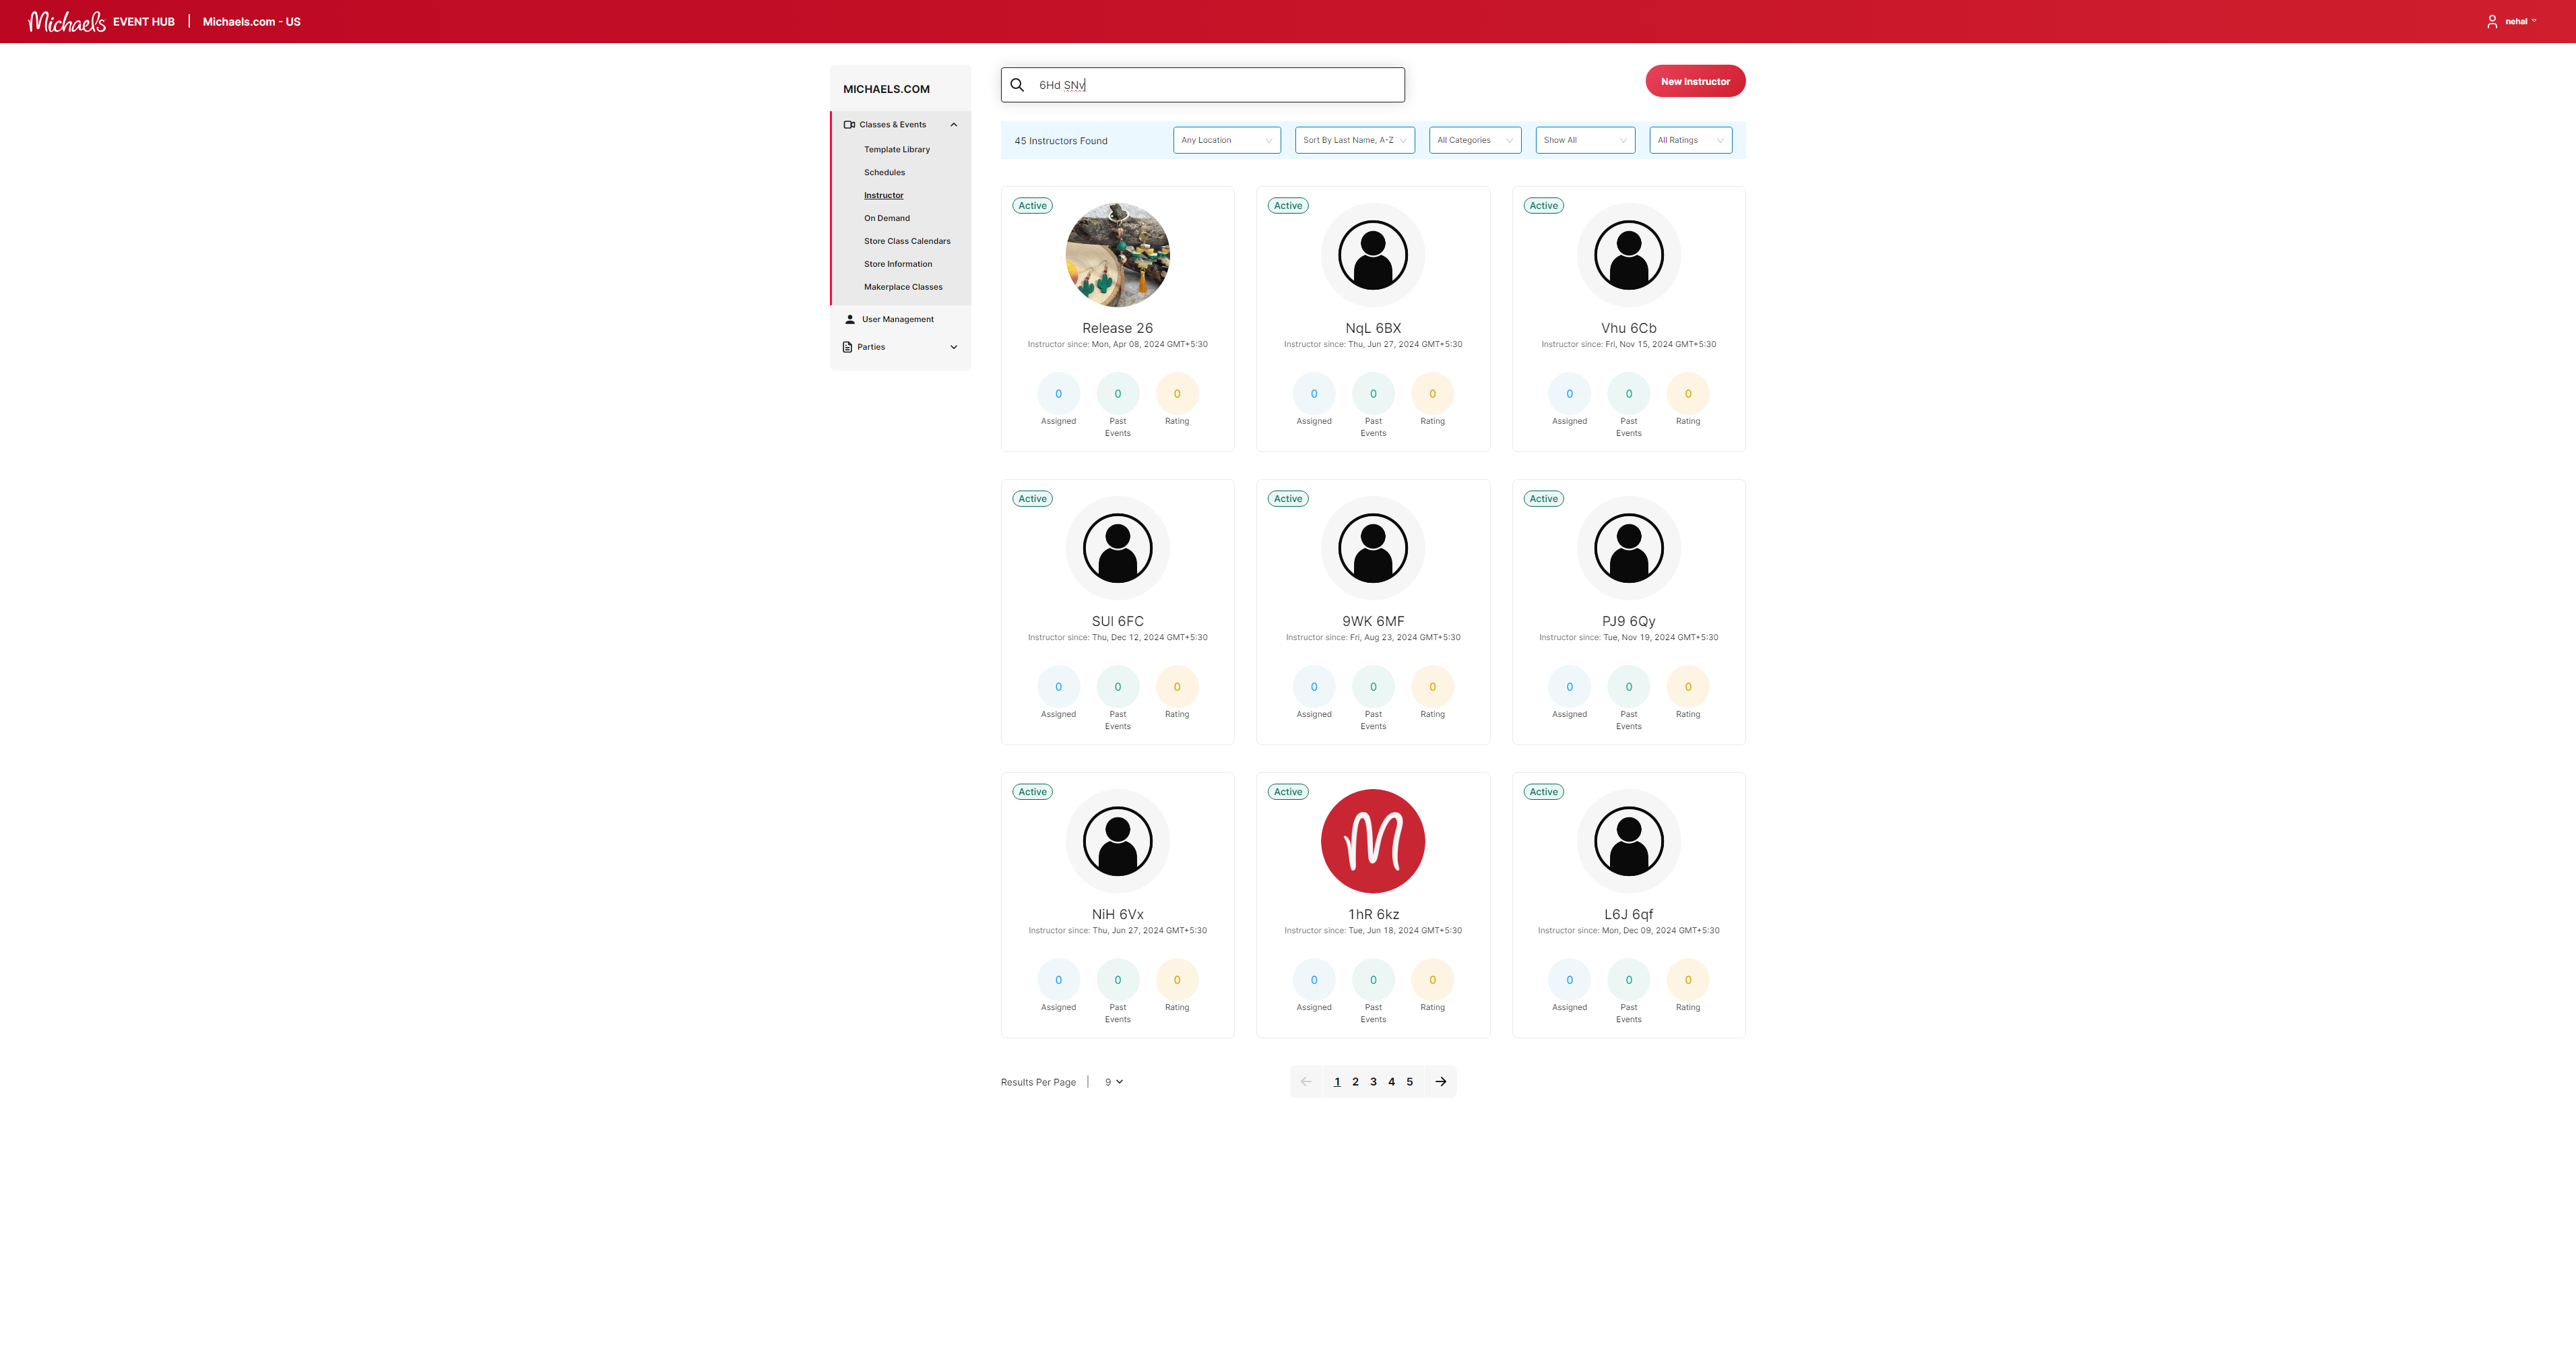 Michaels EVENT HUB | Michaels.com - US
nehal
MICHAELS.COM
Classes & Events
Template Library
Schedules
Instructor
On Demand
Store Class Calendars
Store Information
Makerplace Classes
User Management
Parties
6Hd SNv
New Instructor
45 Instructors Found
Any Location
Sort By Last Name, A-Z
All Categories
Show All
All Ratings
Active
Release 26
Instructor since: Mon, Apr 08, 2024 GMT+5:30
0 0 0
Assigned Past Rating
Events
Active
NqL 6BX
Instructor since: Thu, Jun 27, 2024 GMT+5:30
0 0 0
Assigned Past Rating
Events
Active
Vhu 6Cb
Instructor since: Fri, Nov 15, 2024 GMT+5:30
0 0 0
Assigned Past Rating
Events
Active
SUI 6FC
Instructor since: Thu, Dec 12, 2024 GMT+5:30
0 0 0
Assigned Past Rating
Events
Active
9WK 6MF
Instructor since: Fri, Aug 23, 2024 GMT+5:30
0 0 0
Assigned Past Rating
Events
Active
PJ9 6Qy
Instructor since: Tue, Nov 19, 2024 GMT+5:30
0 0 0
Assigned Past Rating
Events
Active
NiH 6Vx
Instructor since: Thu, Jun 27, 2024 GMT+5:30
0 0 0
Assigned Past Rating
Events
Active
M
1hR 6kz
Instructor since: Tue, Jun 18, 2024 GMT+5:30
0 0 0
Assigned Past Rating
Events
Active
L6J 6qf
Instructor since: Mon, Dec 09, 2024 GMT+5:30
0 0 0
Assigned Past Rating
Events
Results Per Page | 9
1 2 3 4 5